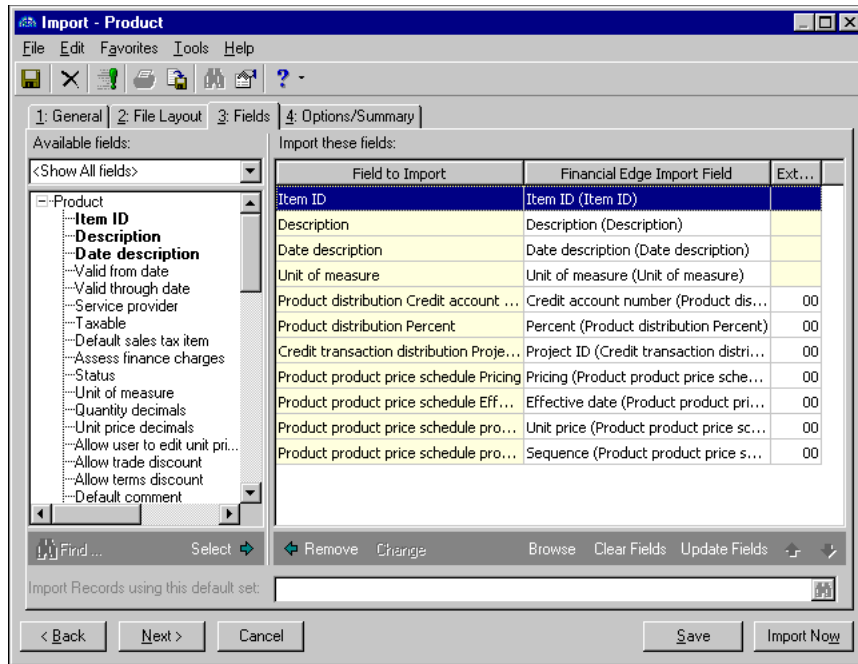 Import - Product
File Edit Favorites Tools Help
1: General 2: File Layout 3: Fields 4: Options/Summary
Available fields:
Import these fields:
<Show All fields>
Field to Import Financial Edge Import Field Ext...
Product
Item ID
Description
Date description
Valid from date
Valid through date
Service provider
Taxable
Default sales tax item
Assess finance charges
Status
Unit of measure
Quantity decimals
Unit price decimals
Allow user to edit unit pri...
Allow trade discount
Allow terms discount
Default comment
Item ID Item ID (Item ID)
Description Description (Description)
Date description Date description (Date description)
Unit of measure Unit of measure (Unit of measure)
Product distribution Credit account ... Credit account number (Product dis... 00
Product distribution Percent Percent (Product distribution Percent) 00
Credit transaction distribution Proje... Project ID (Credit transaction distri... 00
Product product price schedule Pricing Pricing (Product product price sche... 00
Product product price schedule Eff... Effective date (Product product pri... 00
Product product price schedule pro... Unit price (Product product price sc... 00
Product product price schedule pro... Sequence (Product product price s... 00
Find ... Select Remove Change Browse Clear Fields Update Fields
Import Records using this default set:
< Back Next > Cancel Save Import Now